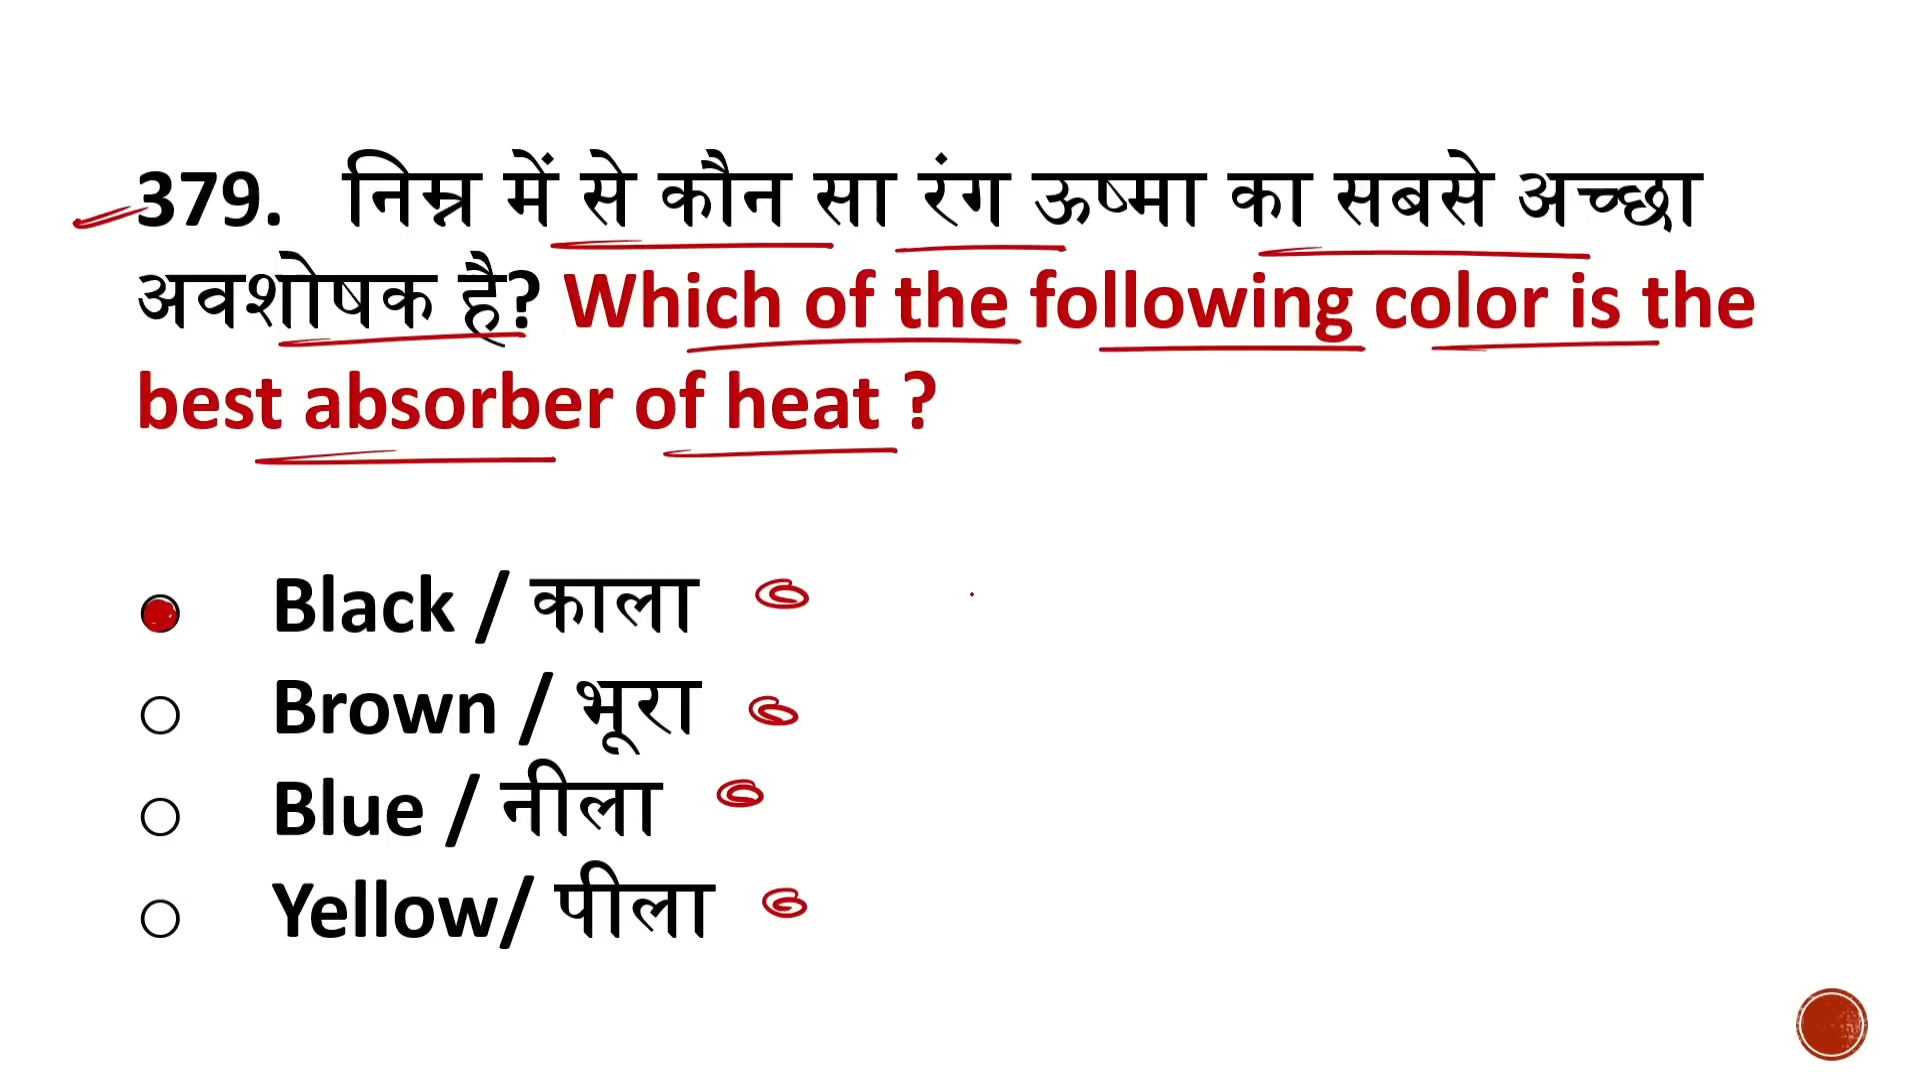 379. निम्न में से कौन सा रंग ऊष्मा का सबसे अच्छा
अवशोषक है? Which of the following color is the
best absorber of heat ?
Black / काला
Brown / भूरा
Blue / नीला
Yellow/ पीला